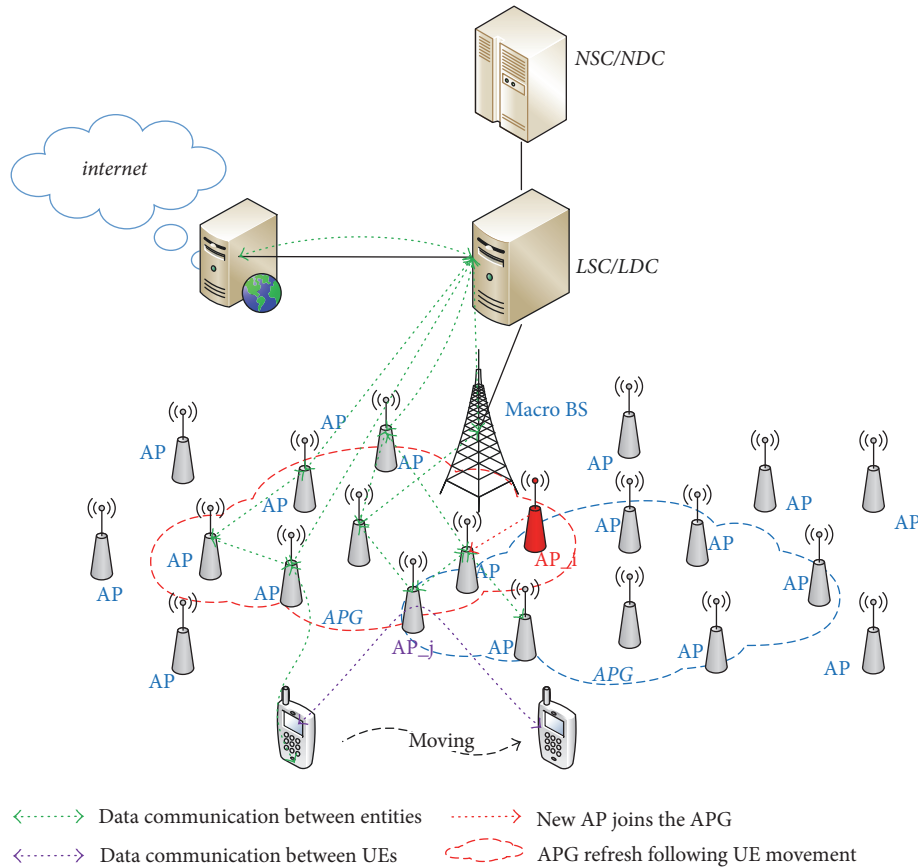 NSC/NDC
internet
LSC/LDC
Macro BS
AP
AP
AP
AP
AP
AP
AP
AP
AP
AP
AP
AP
AP_i
AP
AP
AP
AP
APG
AP_j
AP
AP
AP
AP
APG
Moving
Data communication between entities
New AP joins the APG
Data communication between UEs
APG refresh following UE movement